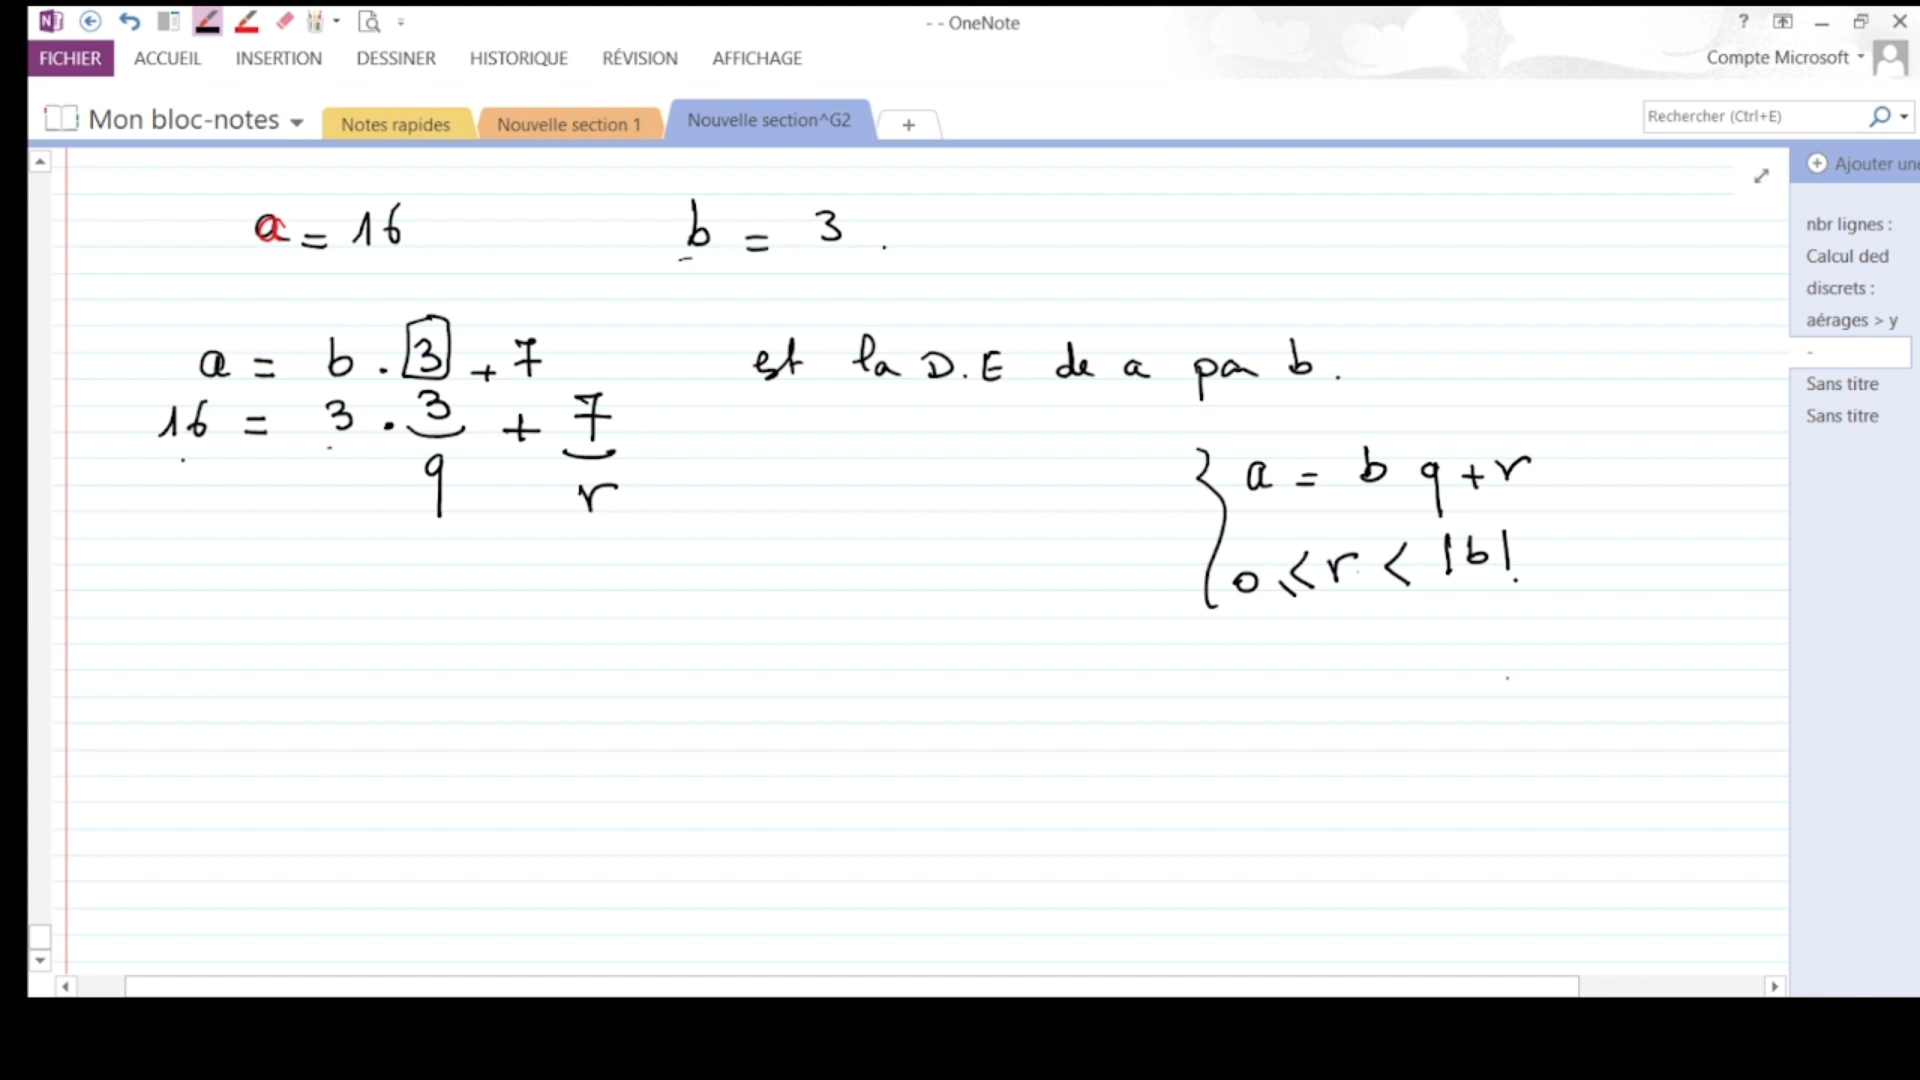 - - OneNote
?
FICHIER ACCUEIL INSERTION DESSINER HISTORIQUE RÉVISION AFFICHAGE Compte Microsoft
Mon bloc-notes Notes rapides Nouvelle section 1 Nouvelle section^G2 + Rechercher (Ctrl+E)
Ajouter une
nbr lignes :
Calcul ded
discrets :
aérages > y
-
Sans titre
Sans titre
a = 16 b = 3 .
a = b . 3 + 7 est la D.E de a par b .
16 = 3 . 3 + 7
q r
a = b q + r
0 ⩽ r < |b| .